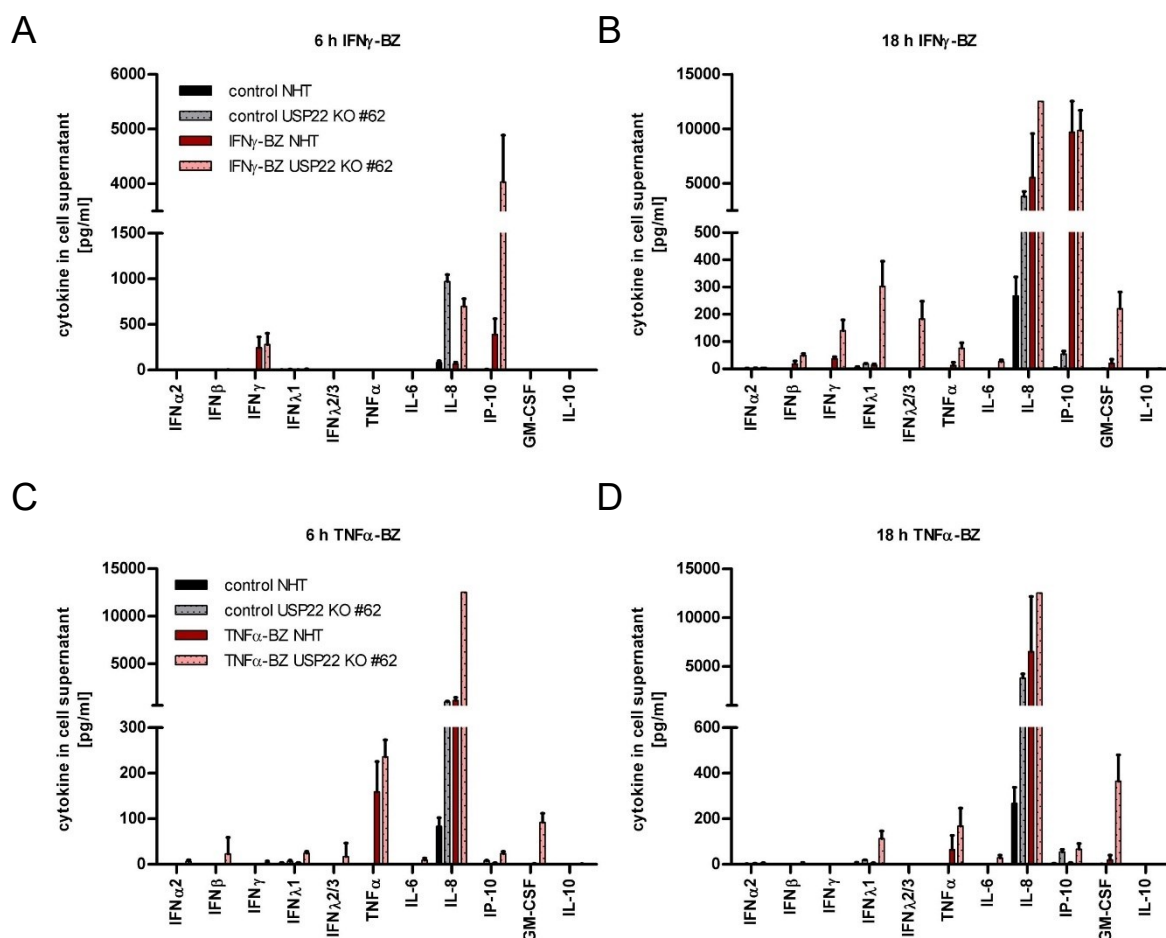 A
6 h IFNγ-BZ
cytokine in cell supernatant
[pg/ml]
6000
5000
4000
1500
1000
500
0
control NHT
control USP22 KO #62
IFNγ-BZ NHT
IFNγ-BZ USP22 KO #62
IFNα2
IFNβ
IFNγ
IFNλ1
IFNλ2/3
TNFα
IL-6
IL-8
IP-10
GM-CSF
IL-10
B
18 h IFNγ-BZ
cytokine in cell supernatant
[pg/ml]
15000
10000
5000
500
400
300
200
100
0
IFNα2
IFNβ
IFNγ
IFNλ1
IFNλ2/3
TNFα
IL-6
IL-8
IP-10
GM-CSF
IL-10
C
6 h TNFα-BZ
cytokine in cell supernatant
[pg/ml]
15000
10000
5000
300
200
100
0
control NHT
control USP22 KO #62
TNFα-BZ NHT
TNFα-BZ USP22 KO #62
IFNα2
IFNβ
IFNγ
IFNλ1
IFNλ2/3
TNFα
IL-6
IL-8
IP-10
GM-CSF
IL-10
D
18 h TNFα-BZ
cytokine in cell supernatant
[pg/ml]
15000
10000
5000
600
400
200
0
IFNα2
IFNβ
IFNγ
IFNλ1
IFNλ2/3
TNFα
IL-6
IL-8
IP-10
GM-CSF
IL-10